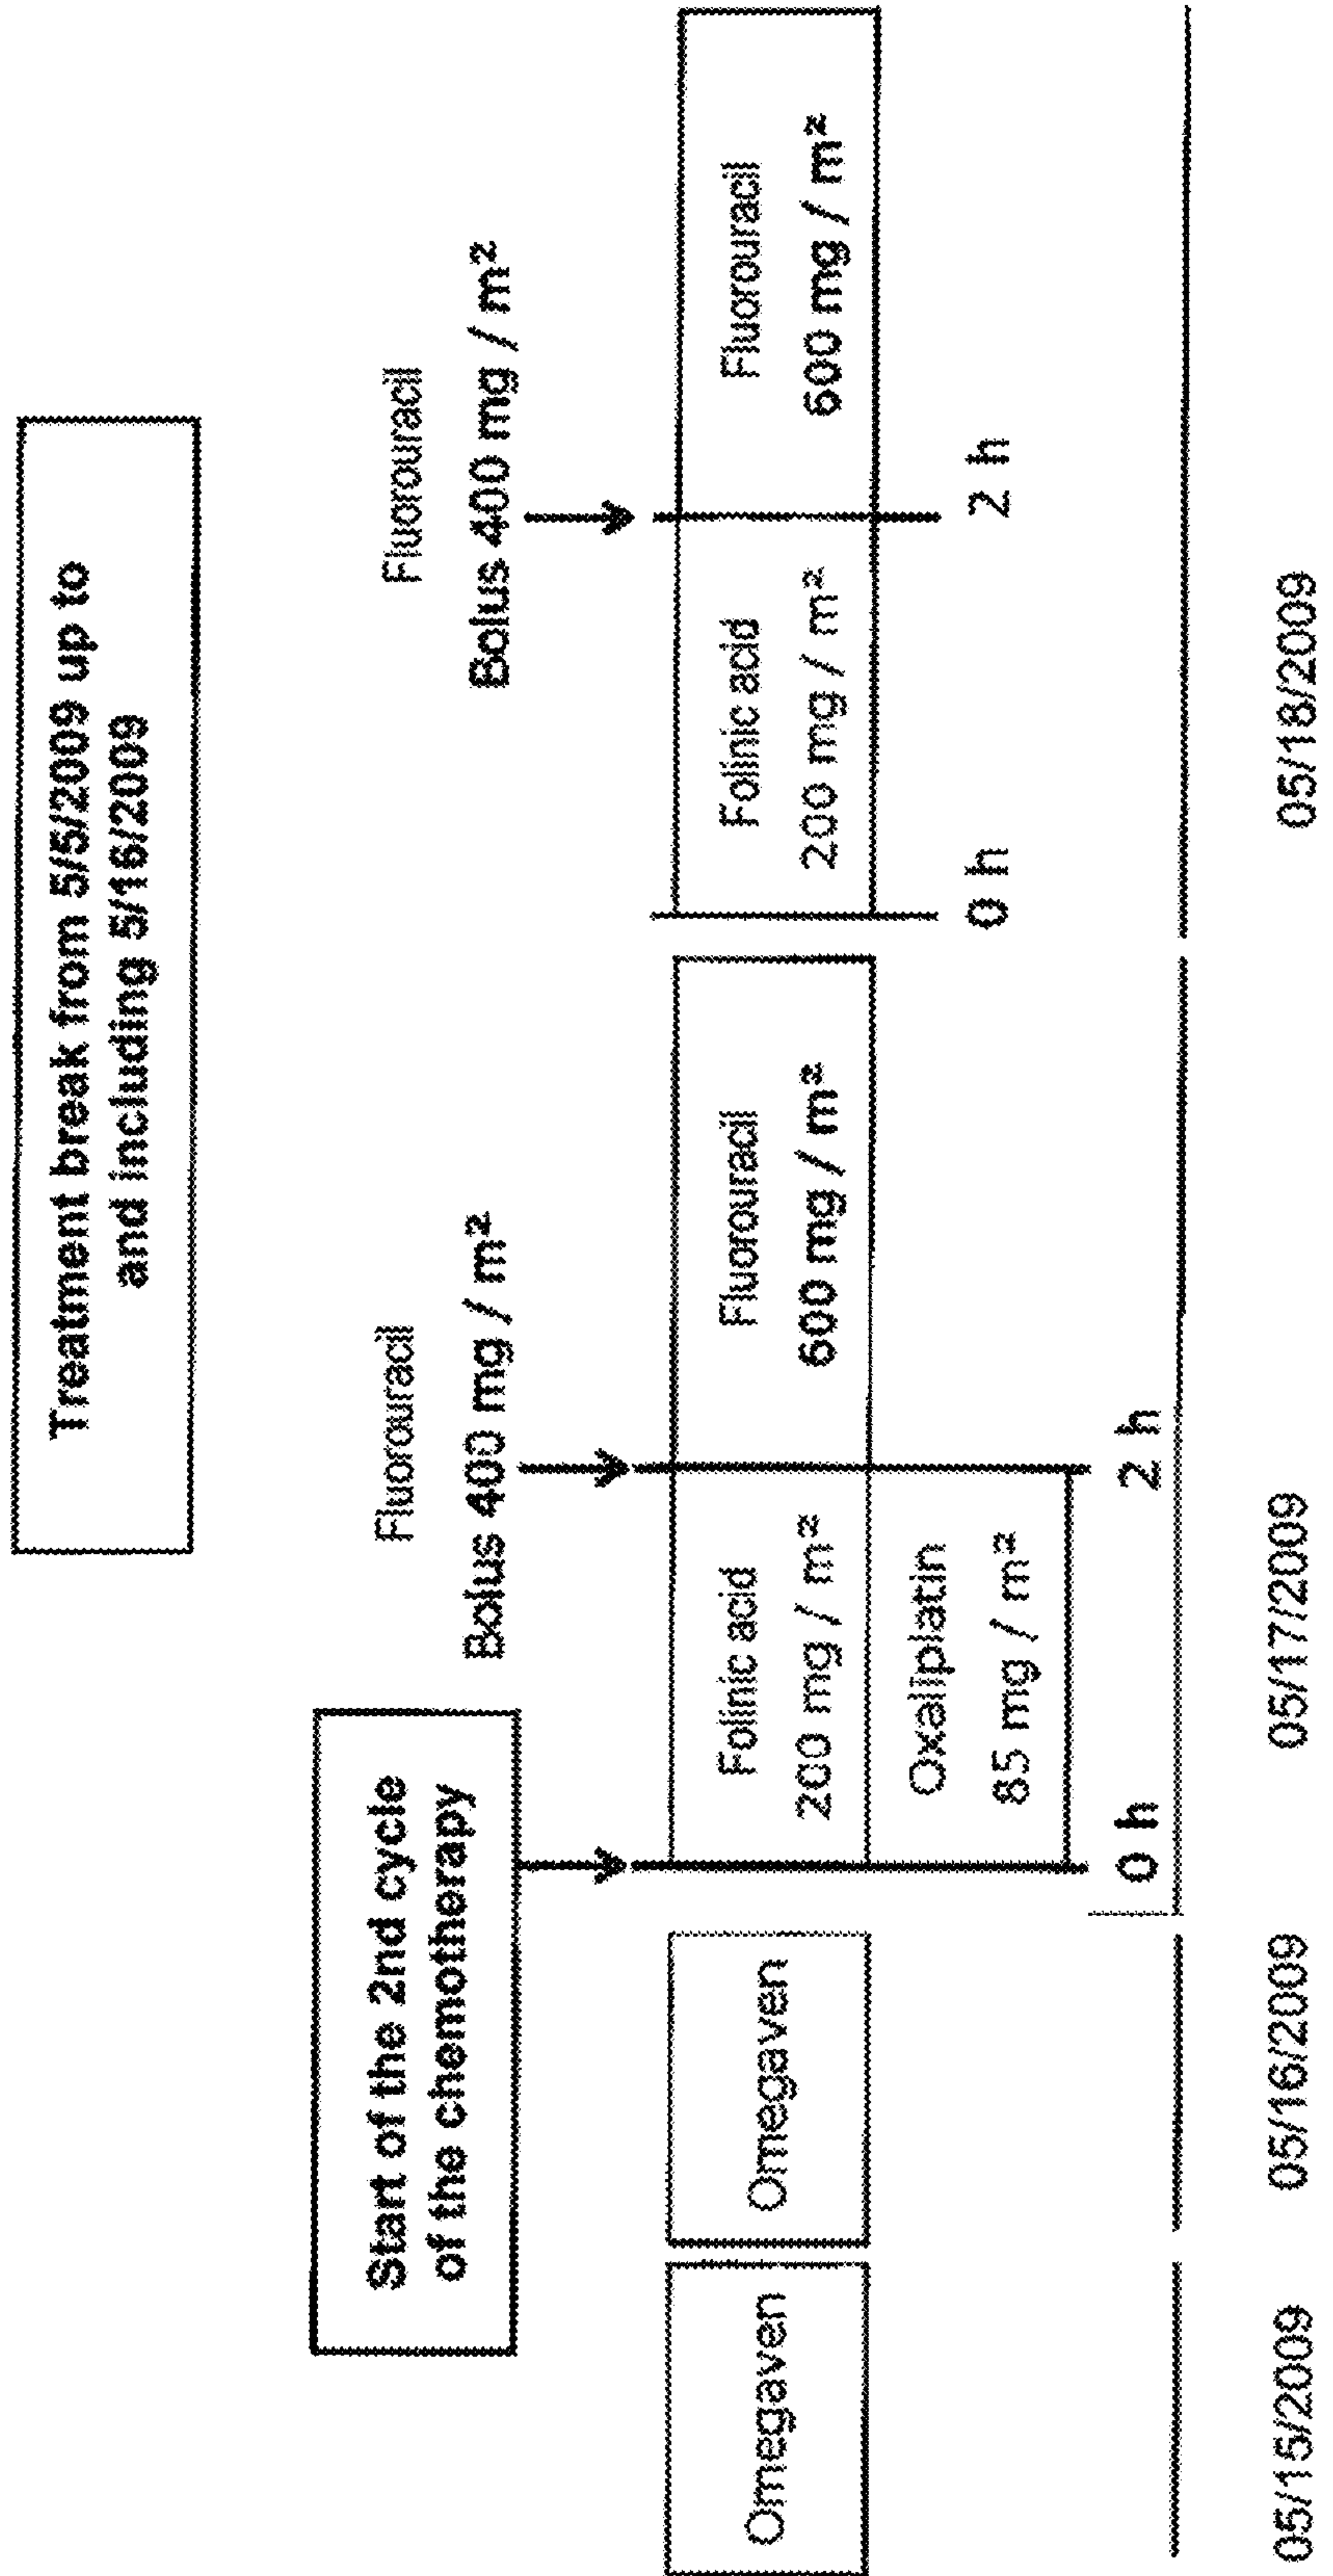 Treatment break from 5/5/2009 up to
and including 5/16/2009
Start of the 2nd cycle
of the chemotherapy
Fluorouracil
Bolus 400 mg / m²
Fluorouracil
Bolus 400 mg / m²
Omegaven
Omegaven
Folinic acid
200 mg / m²
Fluorouracil
600 mg / m²
Oxaliplatin
85 mg / m²
0 h
2 h
Folinic acid
200 mg / m²
Fluorouracil
600 mg / m²
0 h
2 h
05/15/2009
05/16/2009
05/17/2009
05/18/2009